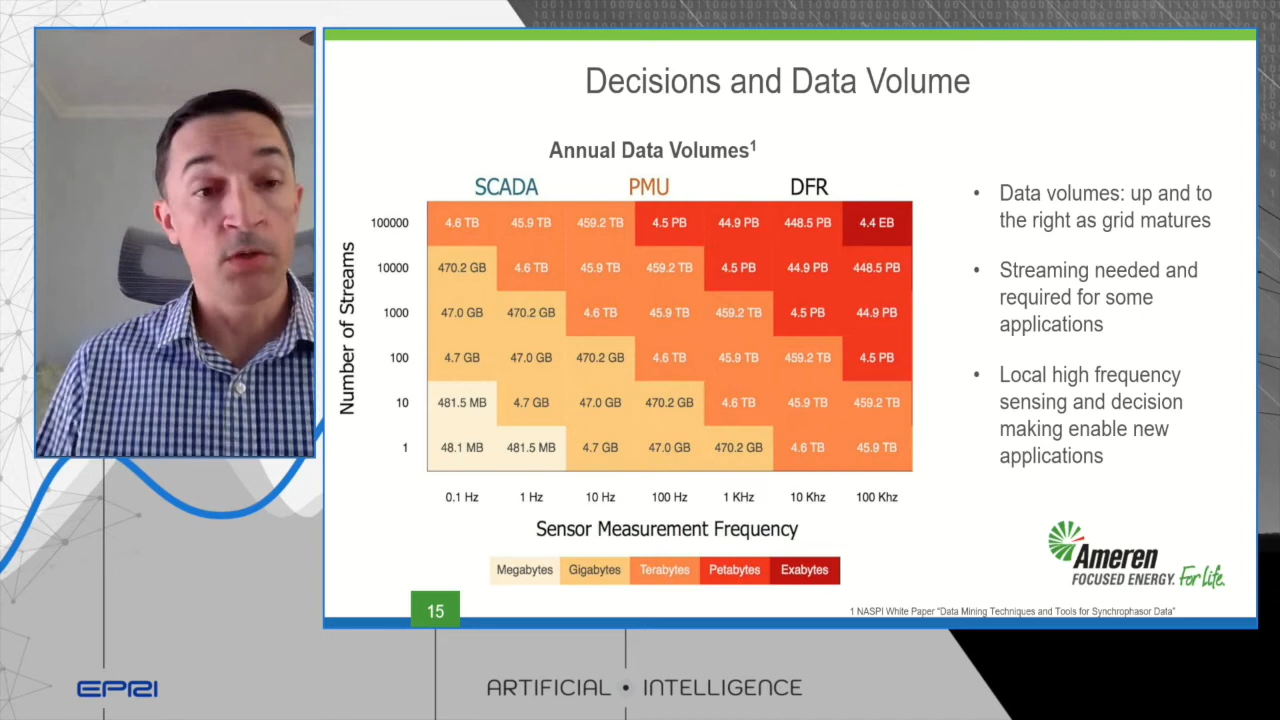 Decisions and Data Volume
Annual Data Volumes1
SCADA PMU DFR
Number of Streams
100000 4.6 TB 45.9 TB 459.2 TB 4.5 PB 44.9 PB 448.5 PB 4.4 EB
10000 470.2 GB 4.6 TB 45.9 TB 459.2 TB 4.5 PB 44.9 PB 448.5 PB
1000 47.0 GB 470.2 GB 4.6 TB 45.9 TB 459.2 TB 4.5 PB 44.9 PB
100 4.7 GB 47.0 GB 470.2 GB 4.6 TB 45.9 TB 459.2 TB 4.5 PB
10 481.5 MB 4.7 GB 47.0 GB 470.2 GB 4.6 TB 45.9 TB 459.2 TB
1 48.1 MB 481.5 MB 4.7 GB 47.0 GB 470.2 GB 4.6 TB 45.9 TB
0.1 Hz 1 Hz 10 Hz 100 Hz 1 KHz 10 Khz 100 Khz
Sensor Measurement Frequency
Megabytes Gigabytes Terabytes Petabytes Exabytes
• Data volumes: up and to
the right as grid matures
• Streaming needed and
required for some
applications
• Local high frequency
sensing and decision
making enable new
applications
Ameren
FOCUSED ENERGY. For life.
15
1 NASPI White Paper "Data Mining Techniques and Tools for Synchrophasor Data"
EPRI
ARTIFICIAL • INTELLIGENCE